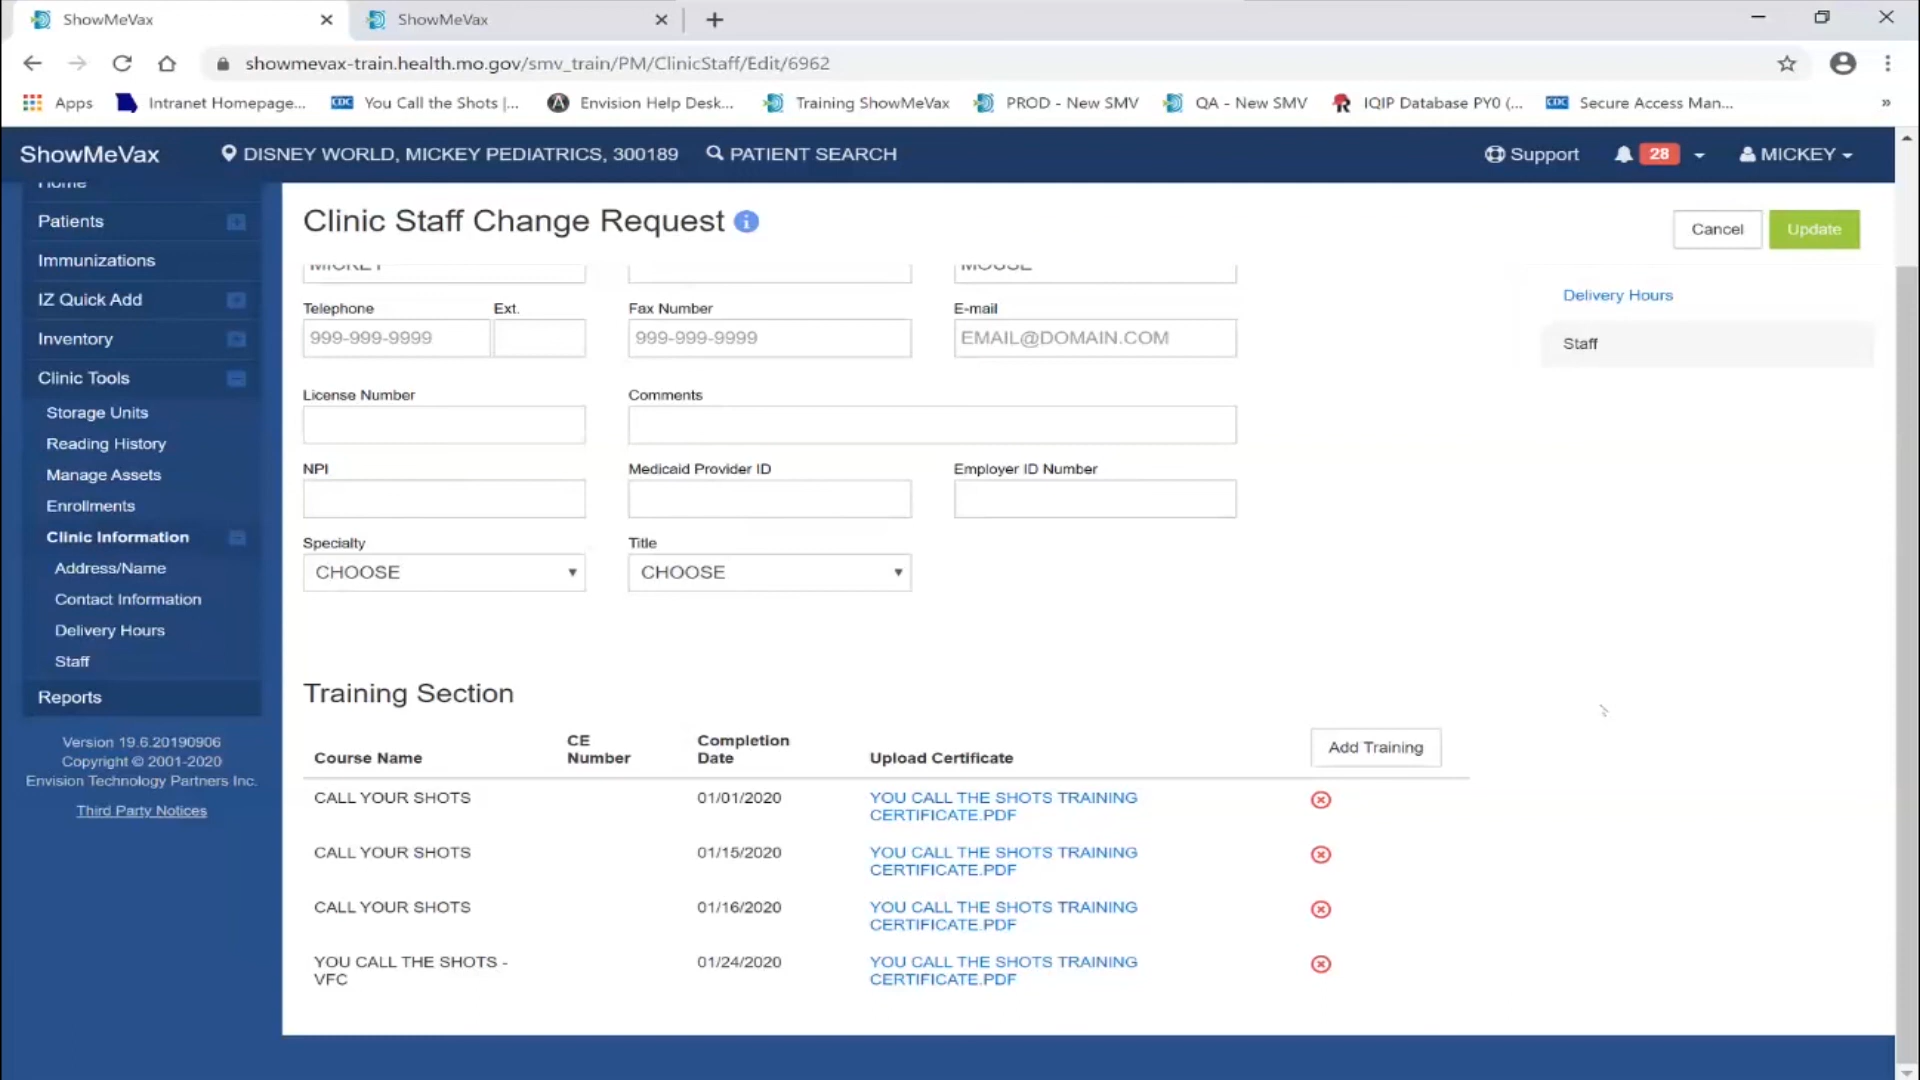 ShowMeVax
ShowMeVax
showmevax-train.health.mo.gov/smv_train/PM/ClinicStaff/Edit/6962
Apps
Intranet Homepage...
CDC
You Call the Shots |...
Envision Help Desk...
Training ShowMeVax
PROD - New SMV
QA - New SMV
IQIP Database PY0 (...
CDC
Secure Access Man...
»
ShowMeVax
DISNEY WORLD, MICKEY PEDIATRICS, 300189
PATIENT SEARCH
Support
28
MICKEY
Home
Patients
Immunizations
IZ Quick Add
Inventory
Clinic Tools
Storage Units
Reading History
Manage Assets
Enrollments
Clinic Information
Address/Name
Contact Information
Delivery Hours
Staff
Reports
Version 19.6.20190906
Copyright © 2001-2020
Envision Technology Partners Inc.
Third Party Notices
Clinic Staff Change Request
Cancel
Update
MICKEY
MOUSE
Delivery Hours
Staff
Telephone
Ext.
Fax Number
E-mail
999-999-9999
999-999-9999
EMAIL@DOMAIN.COM
License Number
Comments
NPI
Medicaid Provider ID
Employer ID Number
Specialty
Title
CHOOSE
CHOOSE
Training Section
Course Name
CE
Number
Completion
Date
Upload Certificate
Add Training
CALL YOUR SHOTS
01/01/2020
YOU CALL THE SHOTS TRAINING
CERTIFICATE.PDF
CALL YOUR SHOTS
01/15/2020
YOU CALL THE SHOTS TRAINING
CERTIFICATE.PDF
CALL YOUR SHOTS
01/16/2020
YOU CALL THE SHOTS TRAINING
CERTIFICATE.PDF
YOU CALL THE SHOTS -
VFC
01/24/2020
YOU CALL THE SHOTS TRAINING
CERTIFICATE.PDF